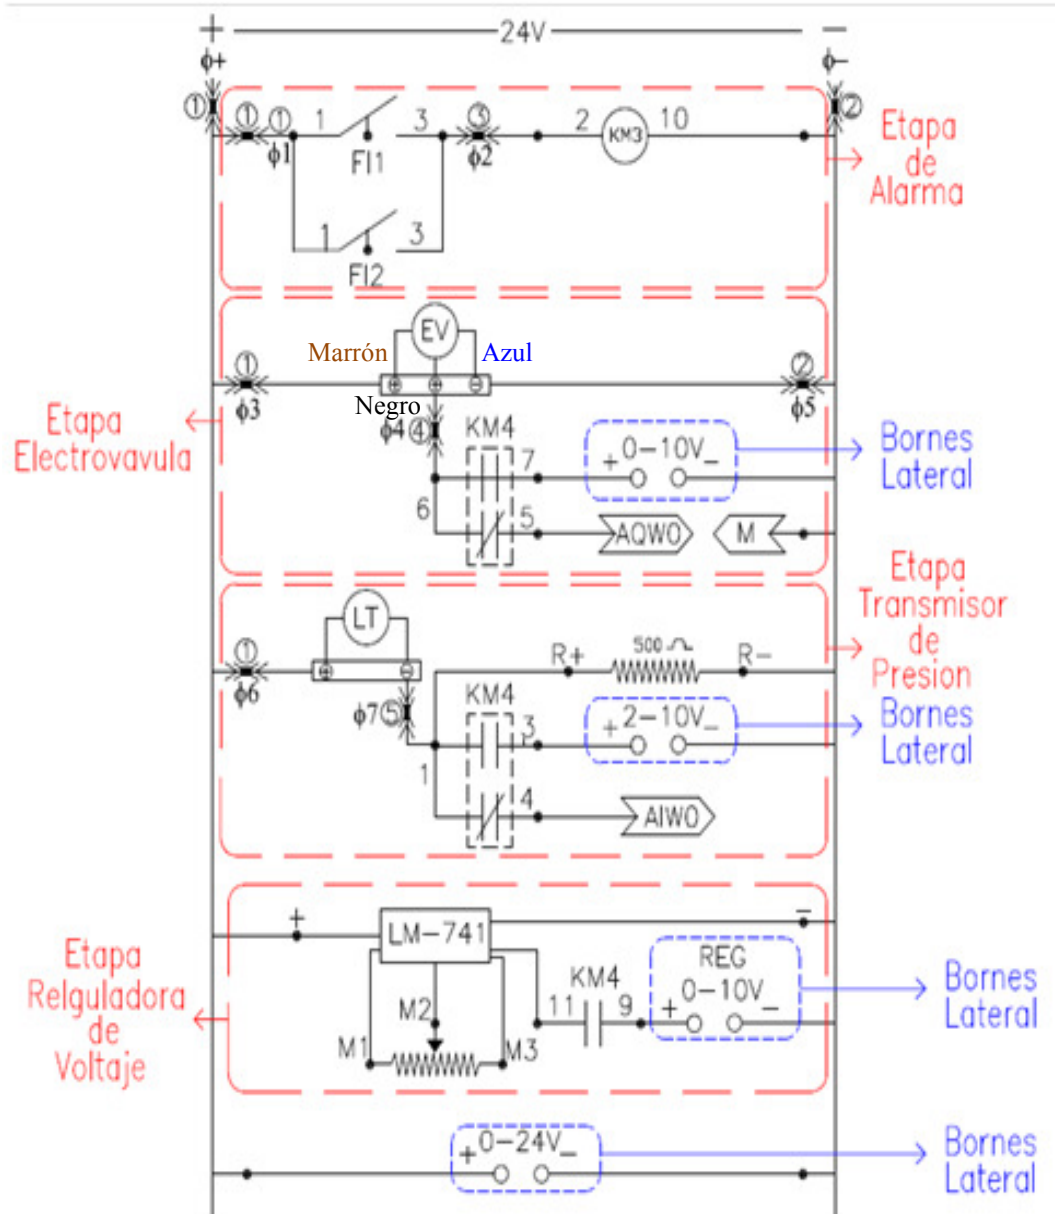 + 24V −
ϕ+ ϕ−
① ②
① ① 1 3 ③ 2 KM3 10
ϕ1 FI1 ϕ2
Etapa
de
Alarma
1 3
FI2
EV
Marrón Azul
① ②
ϕ3 ϕ5
Negro
ϕ4 ④
Etapa
Electrovavula
KM4
7
+ 0-10V −
Bornes
Lateral
6 5 AQW0 M
Etapa
Transmisor
de
Presion
LT
①
ϕ6
R+ 500 R−
ϕ7 ⑤
KM4
3
+ 2-10V −
Bornes
Lateral
1
4 AIW0
+ −
LM-741
Etapa
Relguladora
de
Voltaje
M1 M2 M3
KM4
11 9
REG
+ 0-10V −
Bornes
Lateral
+ 0-24V −
Bornes
Lateral